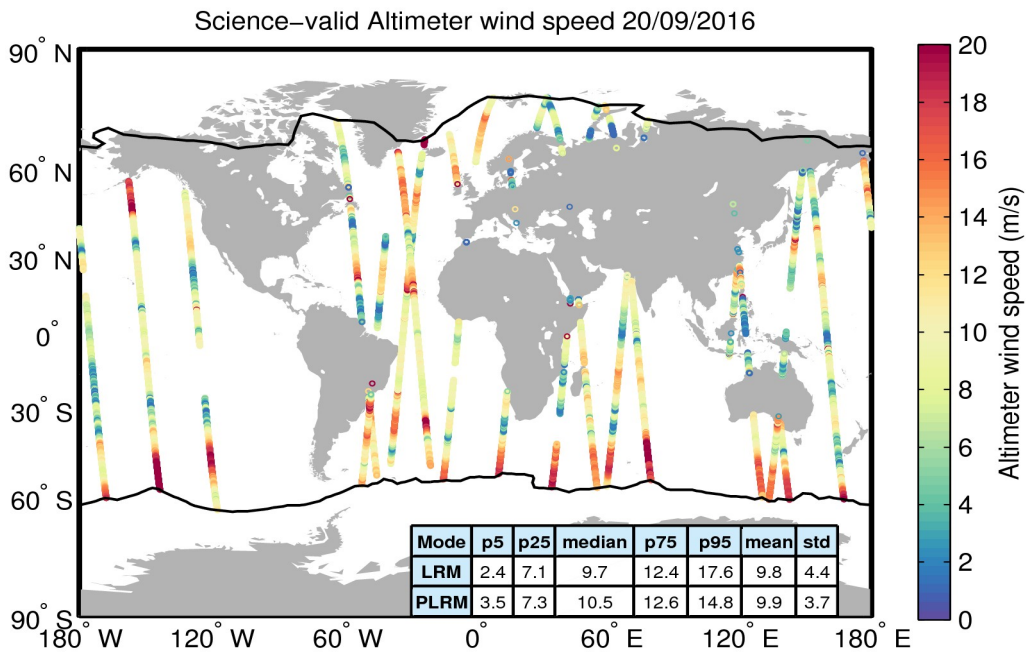 Science−valid Altimeter wind speed 20/09/2016
90° N
60° N
30° N
0°
30° S
60° S
90° S
180° W
120° W
60° W
0°
60° E
120° E
180° E
Mode p5 p25 median p75 p95 mean std
LRM 2.4 7.1 9.7 12.4 17.6 9.8 4.4
PLRM 3.5 7.3 10.5 12.6 14.8 9.9 3.7
20
18
16
14
12
10
8
6
4
2
0
Altimeter wind speed (m/s)